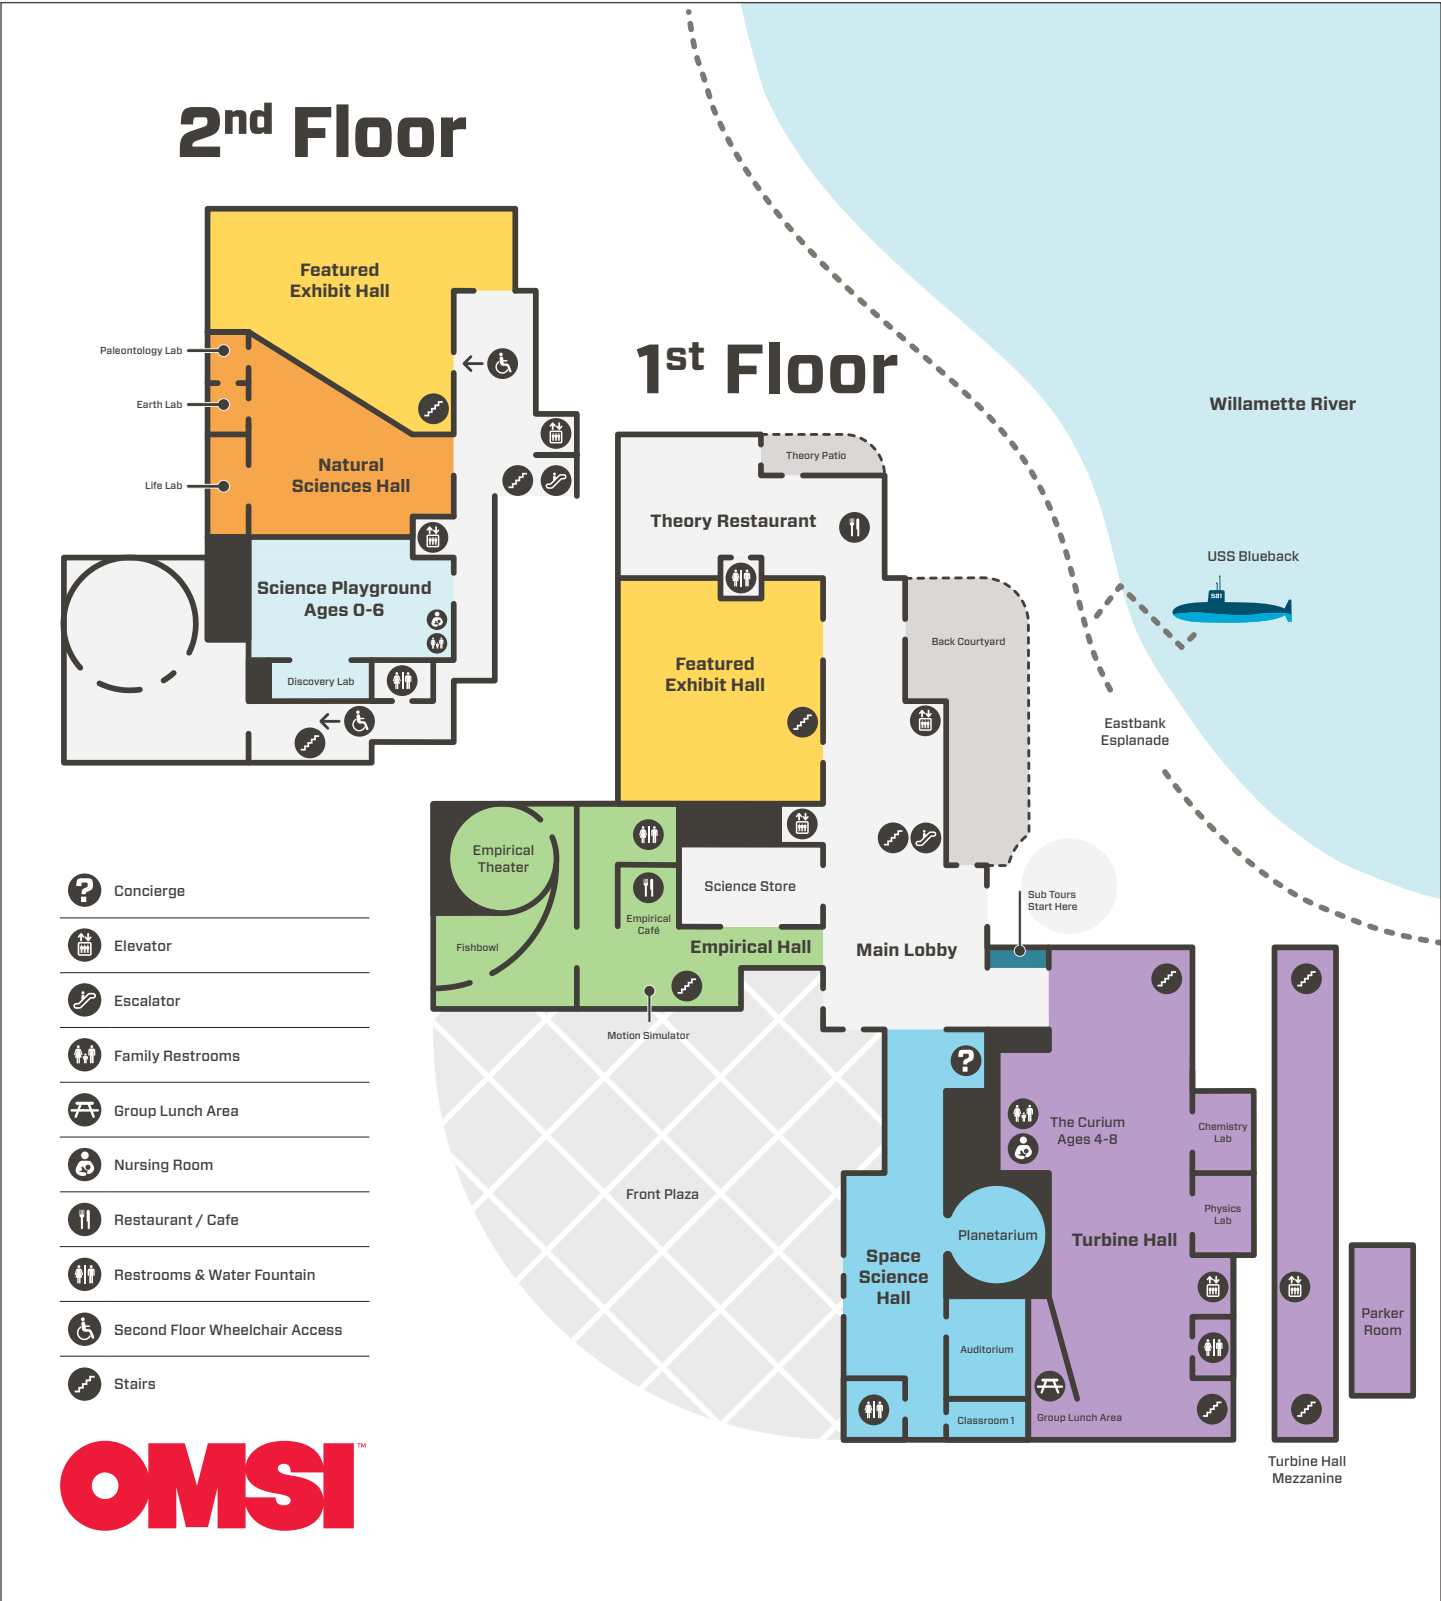 2nd Floor
Featured
Exhibit Hall
Paleontology Lab
Earth Lab
Life Lab
Natural
Sciences Hall
Science Playground
Ages 0-6
Discovery Lab
1st Floor
Theory Patio
Theory Restaurant
Featured
Exhibit Hall
Back Courtyard
Willamette River
USS Blueback
581
Eastbank
Esplanade
Empirical
Theater
Fishbowl
Empirical
Café
Science Store
Empirical Hall
Main Lobby
Sub Tours
Start Here
Motion Simulator
Front Plaza
The Curium
Ages 4-8
Chemistry
Lab
Physics
Lab
Planetarium
Turbine Hall
Space
Science
Hall
Auditorium
Classroom 1
Group Lunch Area
Parker
Room
Turbine Hall
Mezzanine
?
? Concierge
Elevator
Escalator
Family Restrooms
Group Lunch Area
Nursing Room
Restaurant / Cafe
Restrooms & Water Fountain
Second Floor Wheelchair Access
Stairs
OMSI™